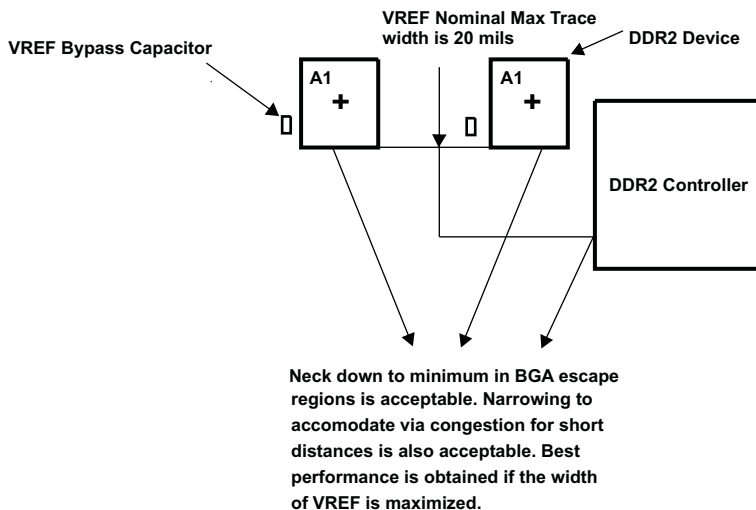 VREF Nominal Max Trace
width is 20 mils
DDR2 Device
VREF Bypass Capacitor
A1
A1
DDR2 Controller
Neck down to minimum in BGA escape
regions is acceptable. Narrowing to
accomodate via congestion for short
distances is also acceptable. Best
performance is obtained if the width
of VREF is maximized.